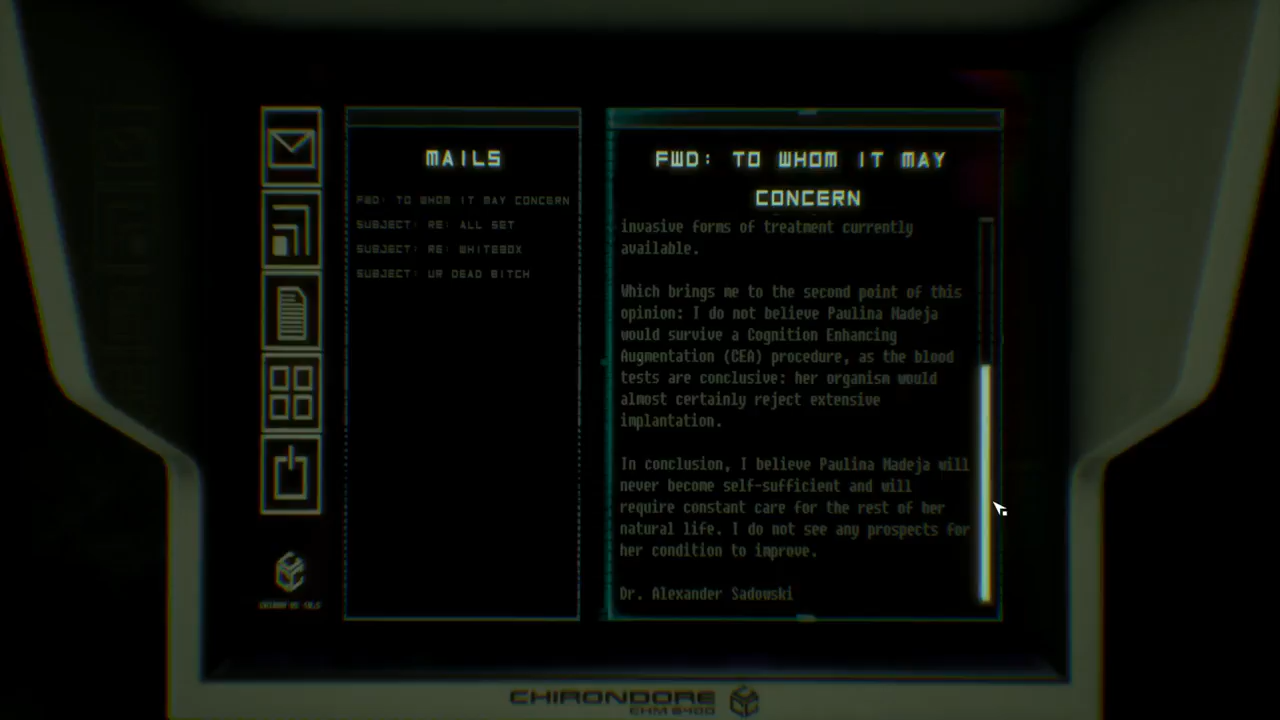 MAILS
FWD: TO WHOM IT MAY CONCERN
SUBJECT: RE: ALL SET
SUBJECT: RE: WHITEBOX
SUBJECT: UR DEAD BITCH
FWD: TO WHOM IT MAY
CONCERN
invasive forms of treatment currently
available.
Which brings me to the second point of this
opinion: I do not believe Paulina Madeja
would survive a Cognition Enhancing
Augmentation (CEA) procedure, as the blood
tests are conclusive: her organism would
almost certainly reject extensive
implantation.
In conclusion, I believe Paulina Madeja will
never become self-sufficient and will
require constant care for the rest of her
natural life. I do not see any prospects for
her condition to improve.
Dr. Alexander Sadowski
CHIRONDORE
CHM 6400